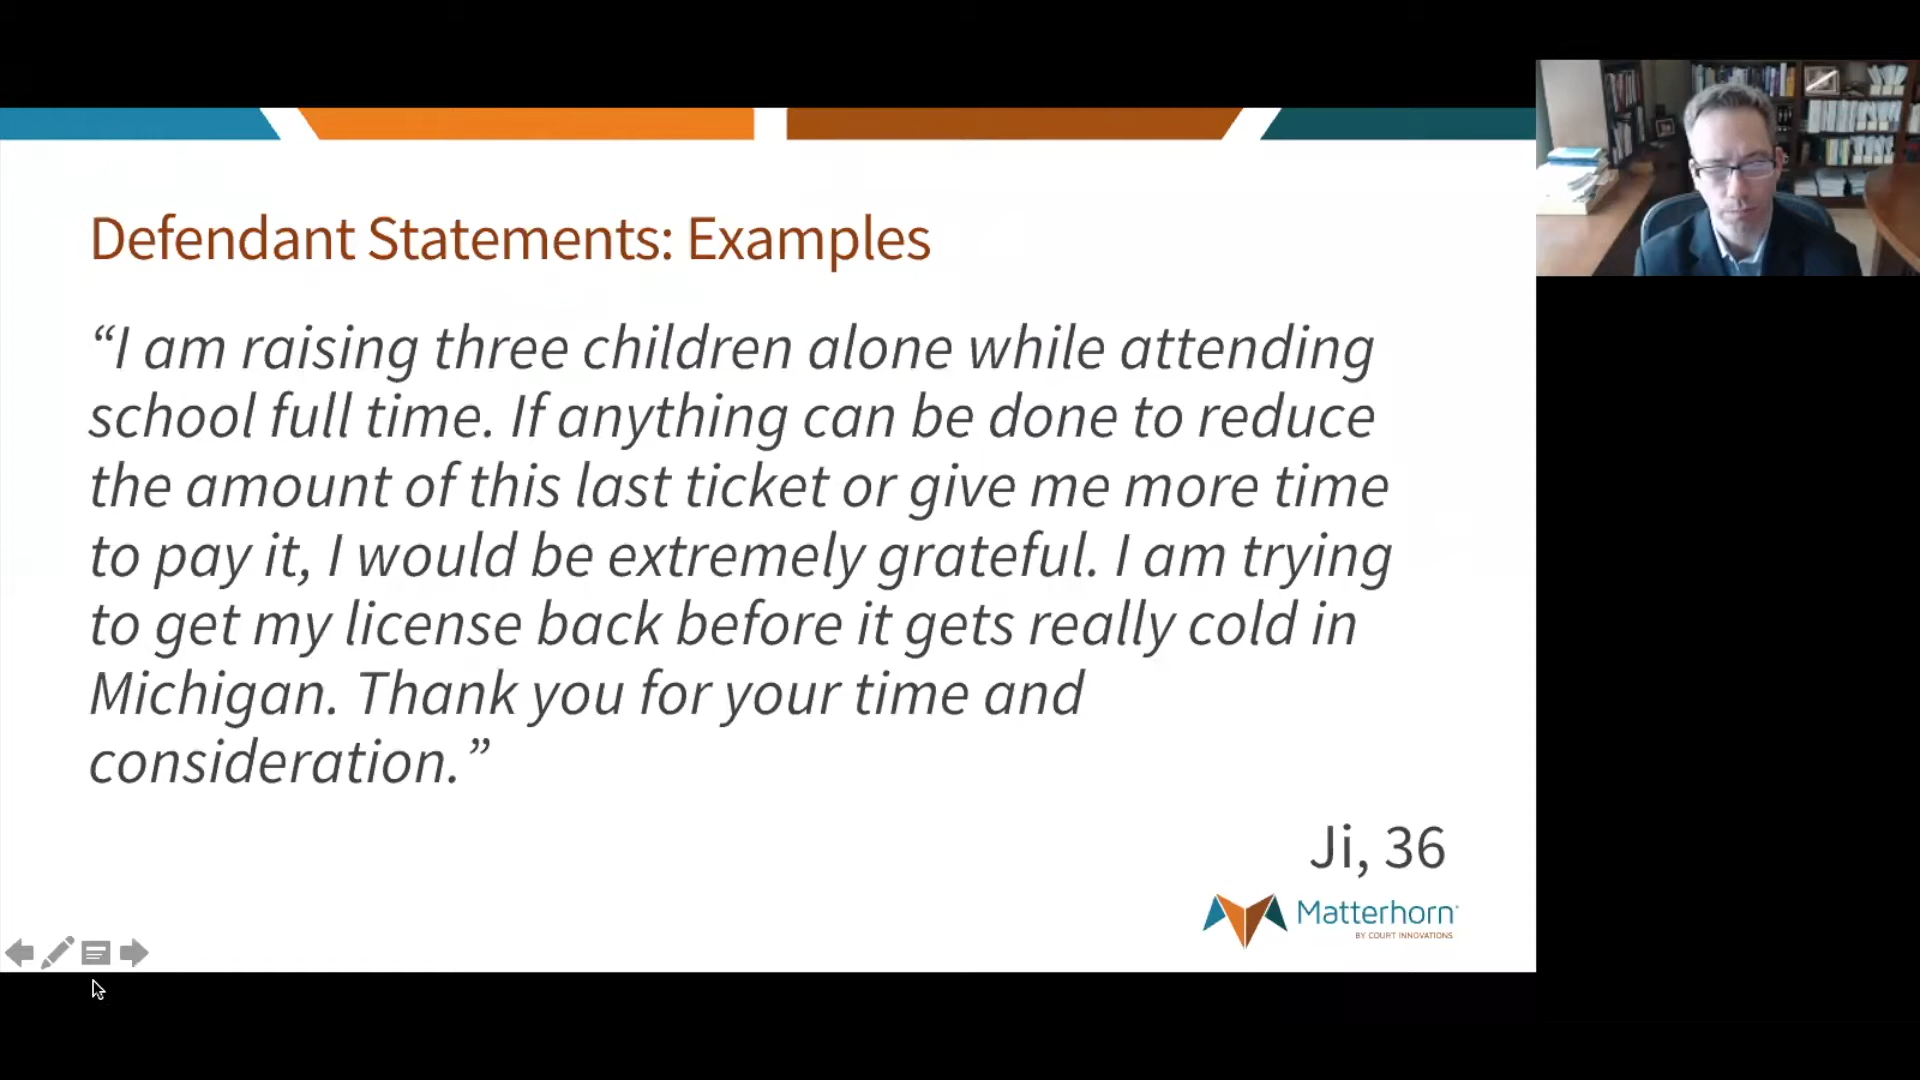 Defendant Statements: Examples
“I am raising three children alone while attending
school full time. If anything can be done to reduce
the amount of this last ticket or give me more time
to pay it, I would be extremely grateful. I am trying
to get my license back before it gets really cold in
Michigan. Thank you for your time and
consideration.”
Ji, 36
Matterhorn
BY COURT INNOVATIONS